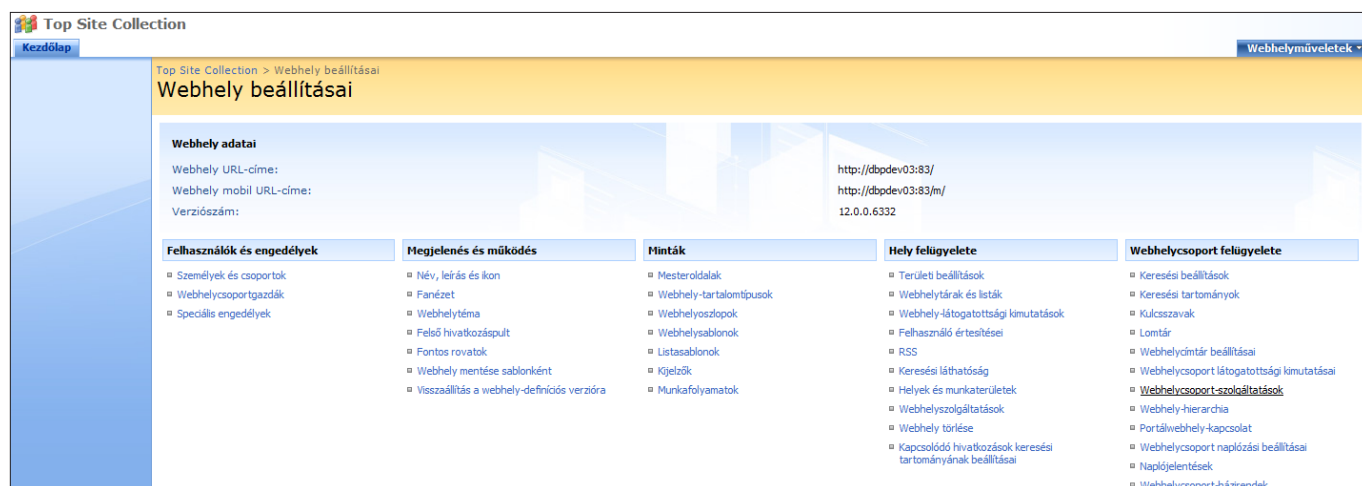 Top Site Collection
Kezdőlap
Webhelyműveletek
Top Site Collection > Webhely beállításai
Webhely beállításai
Webhely adatai
Webhely URL-címe:
http://dbpdev03:83/
Webhely mobil URL-címe:
http://dbpdev03:83/m/
Verziószám:
12.0.0.6332
Felhasználók és engedélyek
Személyek és csoportok
Webhelycsoportgazdák
Speciális engedélyek
Megjelenés és működés
Név, leírás és ikon
Fanézet
Webhelytéma
Felső hivatkozáspult
Fontos rovatok
Webhely mentése sablonként
Visszaállítás a webhely-definíciós verzióra
Minták
Mesteroldalak
Webhely-tartalomtípusok
Webhelyoszlopok
Webhelysablonok
Listasablonok
Kijelzők
Munkafolyamatok
Hely felügyelete
Területi beállítások
Webhelytárak és listák
Webhely-látogatottsági kimutatások
Felhasználó értesítései
RSS
Keresési láthatóság
Helyek és munkaterületek
Webhelyszolgáltatások
Webhely törlése
Kapcsolódó hivatkozások keresési
tartományának beállításai
Webhelycsoport felügyelete
Keresési beállítások
Keresési tartományok
Kulcsszavak
Lomtár
Webhelycímtár beállításai
Webhelycsoport látogatottsági kimutatásai
Webhelycsoport-szolgáltatások
Webhely-hierarchia
Portálwebhely-kapcsolat
Webhelycsoport naplózási beállításai
Naplójelentések
Webhelycsoport-házirendek